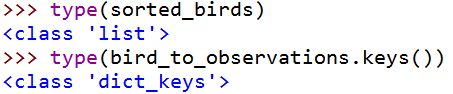 >>> type(sorted_birds)
<class 'list'>
>>> type(bird_to_observations.keys())
<class 'dict_keys'>